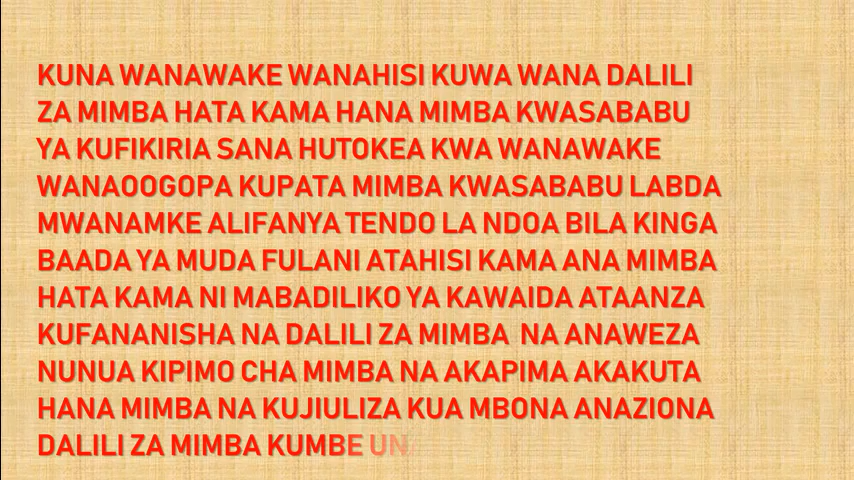 KUNA WANAWAKE WANAHISI KUWA WANA DALILI
ZA MIMBA HATA KAMA HANA MIMBA KWASABABU
YA KUFIKIRIA SANA HUTOKEA KWA WANAWAKE
WANAOOGOPA KUPATA MIMBA KWASABABU LABDA
MWANAMKE ALIFANYA TENDO LA NDOA BILA KINGA
BAADA YA MUDA FULANI ATAHISI KAMA ANA MIMBA
HATA KAMA NI MABADILIKO YA KAWAIDA ATAANZA
KUFANANISHA NA DALILI ZA MIMBA NA ANAWEZA
NUNUA KIPIMO CHA MIMBA NA AKAPIMA AKAKUTA
HANA MIMBA NA KUJIULIZA KUA MBONA ANAZIONA
DALILI ZA MIMBA KUMBE